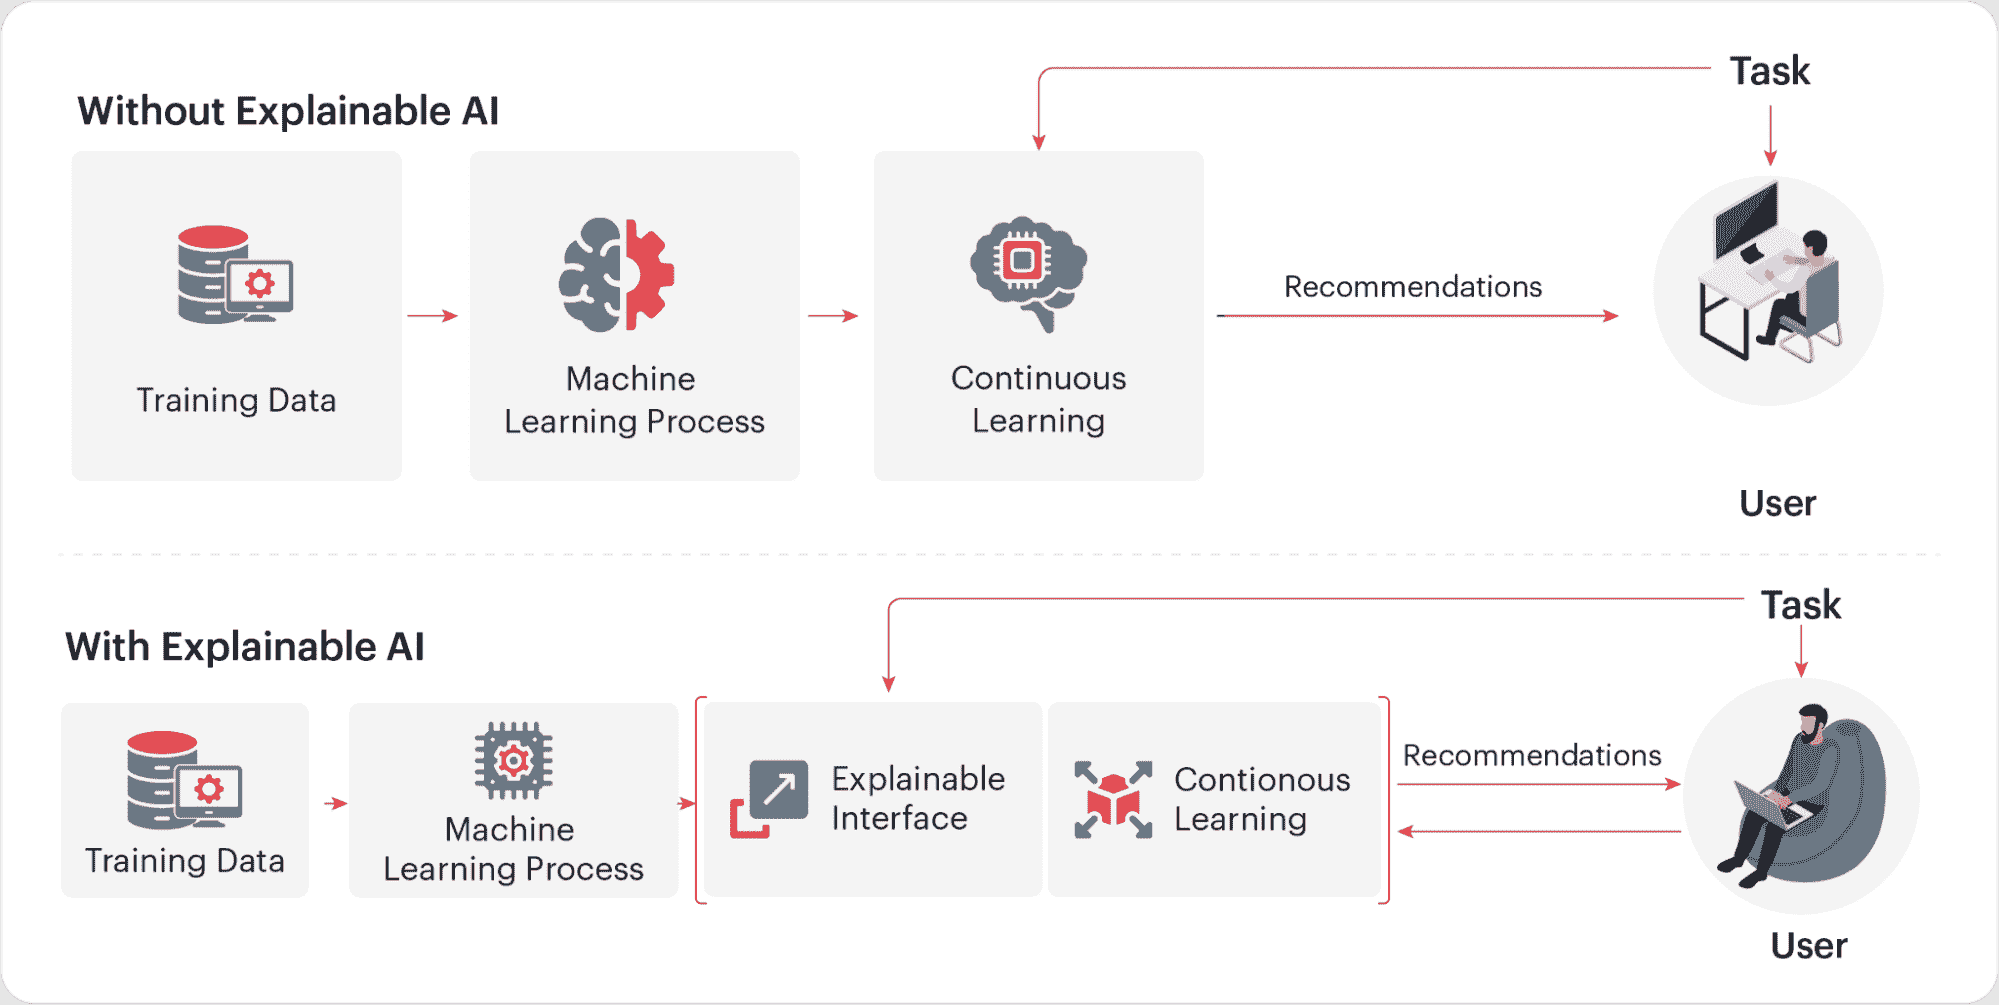 Task
Without Explainable AI
Training Data
Machine
Learning Process
Continuous
Learning
Recommendations
User
Task
With Explainable AI
Training Data
Machine
Learning Process
Explainable
Interface
Contionous
Learning
Recommendations
User